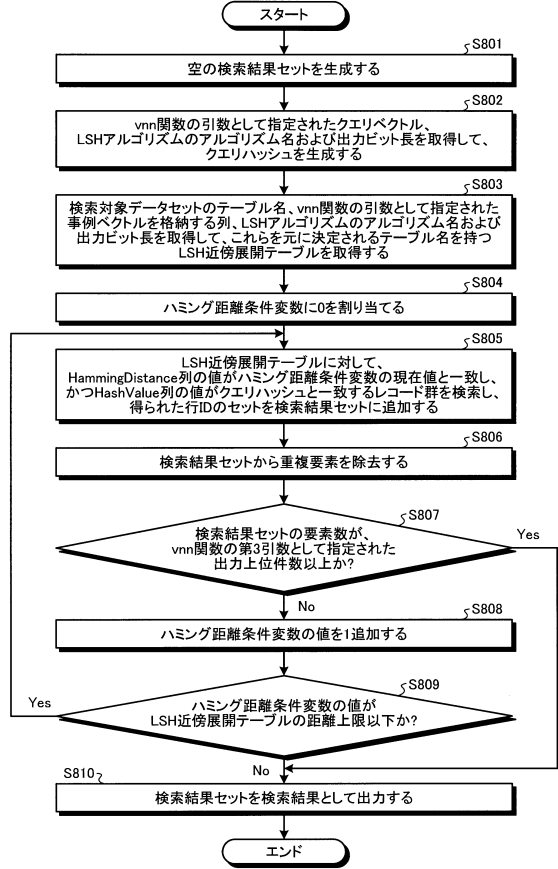 スタート
S801
空の検索結果セットを生成する
S802
vnn関数の引数として指定されたクエリベクトル、
LSHアルゴリズムのアルゴリズム名および出力ビット長を取得して、
クエリハッシュを生成する
S803
検索対象データセットのテーブル名、vnn関数の引数として指定された
事例ベクトルを格納する列、LSHアルゴリズムのアルゴリズム名および
出力ビット長を取得して、これらを元に決定されるテーブル名を持つ
LSH近傍展開テーブルを取得する
S804
ハミング距離条件変数に0を割り当てる
S805
LSH近傍展開テーブルに対して、
HammingDistance列の値がハミング距離条件変数の現在値と一致し、
かつHashValue列の値がクエリハッシュと一致するレコード群を検索し、
得られた行IDのセットを検索結果セットに追加する
S806
検索結果セットから重複要素を除去する
S807
検索結果セットの要素数が、
vnn関数の第3引数として指定された
出力上位件数以上か?
Yes
No
S808
ハミング距離条件変数の値を1追加する
S809
ハミング距離条件変数の値が
LSH近傍展開テーブルの距離上限以下か?
Yes
No
S810
検索結果セットを検索結果として出力する
エンド